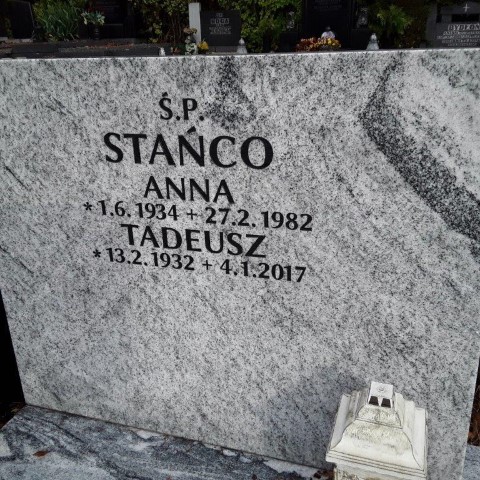 Ś.P.
STAŃCO
ANNA
* 1.6. 1934 + 27.2. 1982
TADEUSZ
* 13.2. 1932 + 4.1.2017